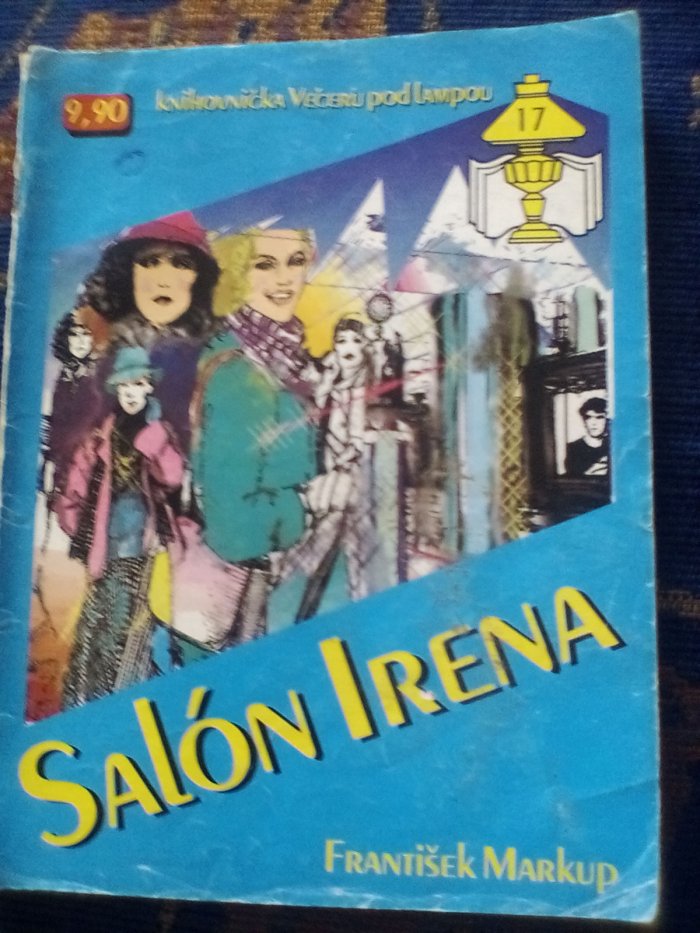 9,90
knihovnička Večerů pod lampou
17
Salón Irena
František Markup